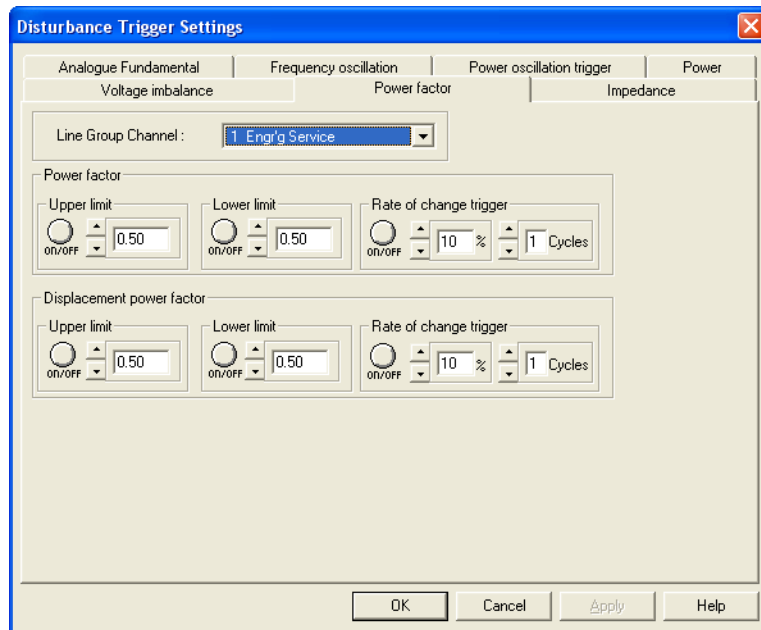 Disturbance Trigger Settings
Analogue Fundamental Frequency oscillation Power oscillation trigger Power
Voltage imbalance Power factor Impedance
Line Group Channel : 1 Engr'g Service
Power factor
Upper limit Lower limit Rate of change trigger
on/off 0.50 on/off 0.50 on/off 10 % 1 Cycles
Displacement power factor
Upper limit Lower limit Rate of change trigger
on/off 0.50 on/off 0.50 on/off 10 % 1 Cycles
OK Cancel Apply Help